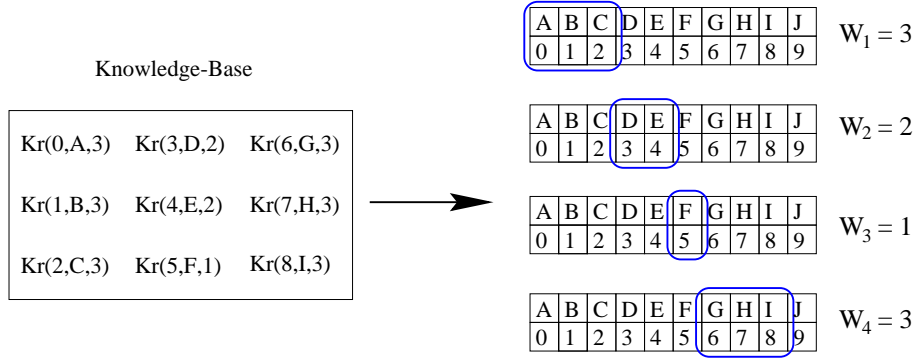 Knowledge-Base
Kr(0,A,3) Kr(3,D,2) Kr(6,G,3)
Kr(1,B,3) Kr(4,E,2) Kr(7,H,3)
Kr(2,C,3) Kr(5,F,1) Kr(8,I,3)
A B C D E F G H I J
0 1 2 3 4 5 6 7 8 9
W1 = 3
A B C D E F G H I J
0 1 2 3 4 5 6 7 8 9
W2 = 2
A B C D E F G H I J
0 1 2 3 4 5 6 7 8 9
W3 = 1
A B C D E F G H I J
0 1 2 3 4 5 6 7 8 9
W4 = 3